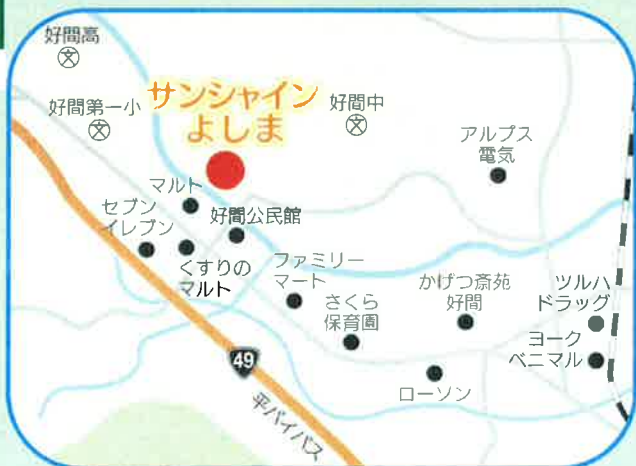 好間高
好間第一小
サンシャイン
よしま
好間中
アルプス
電気
マルト
セブン
イレブン
好間公民館
くすりの
マルト
ファミリー
マート
さくら
保育園
かげつ斎苑
好間
ツルハ
ドラッグ
ヨーク
ベニマル
ローソン
49
平バイパス